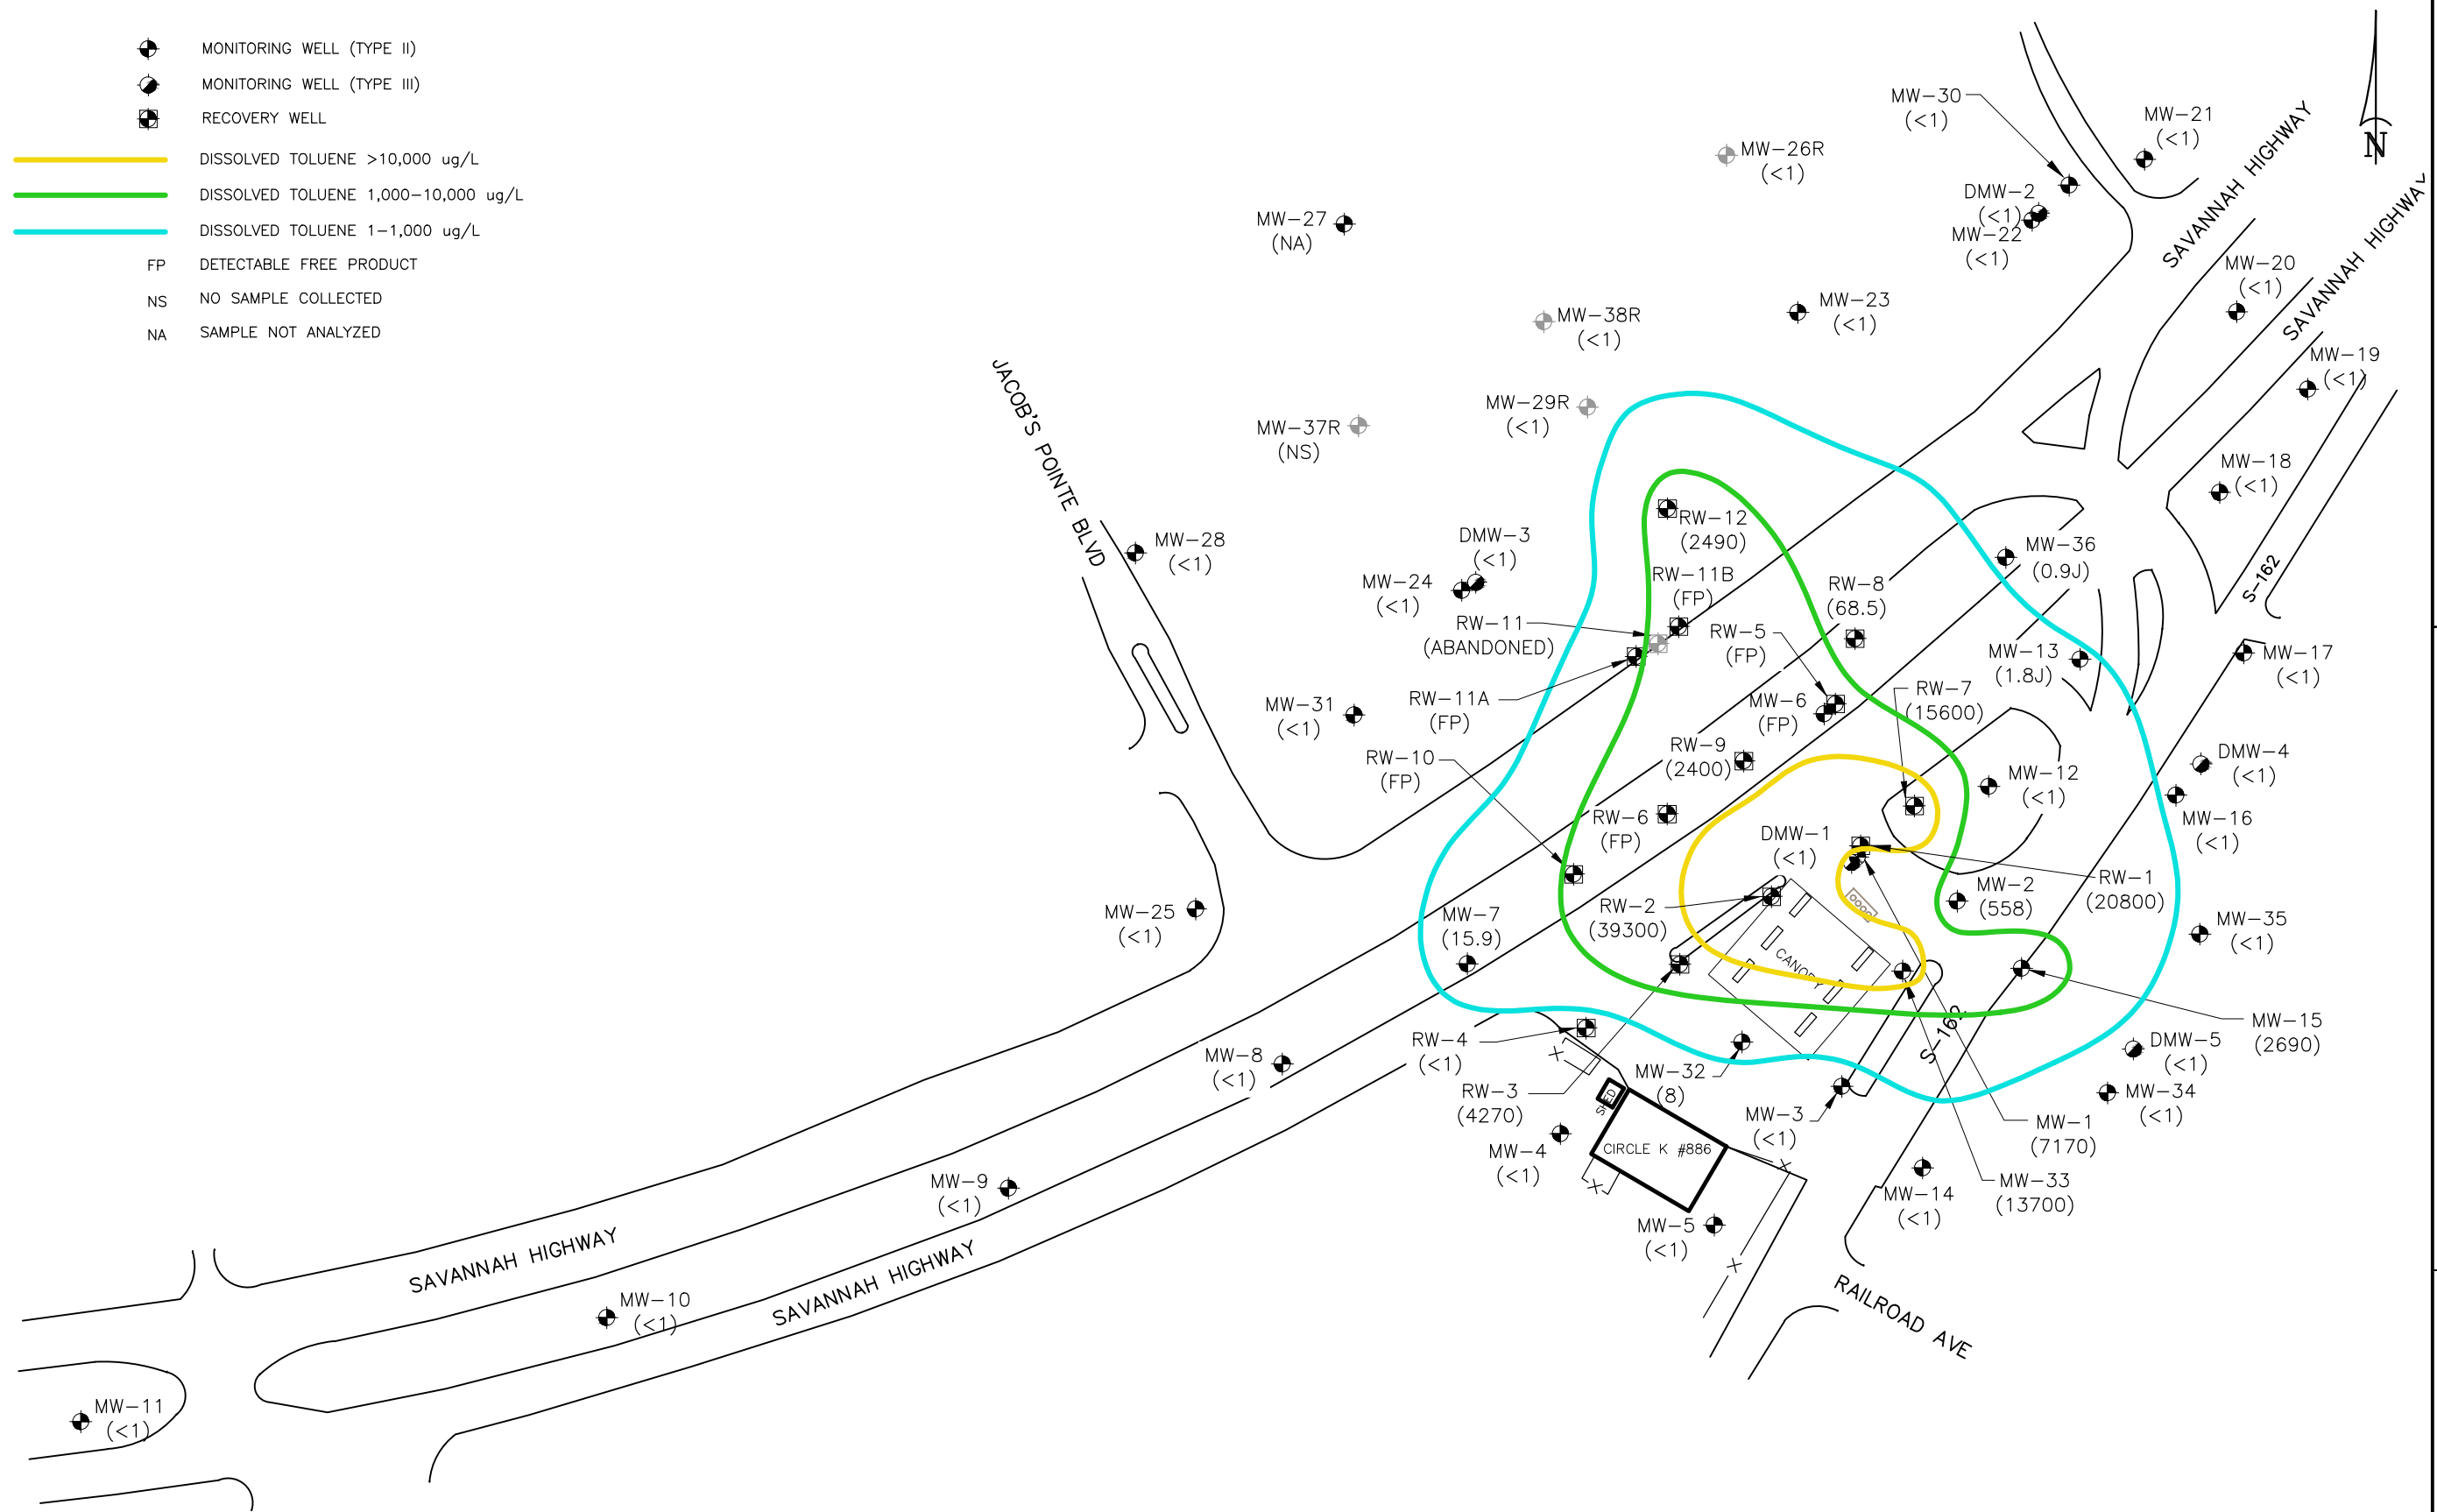 MONITORING WELL (TYPE II)
MONITORING WELL (TYPE III)
RECOVERY WELL
DISSOLVED TOLUENE >10,000 ug/L
DISSOLVED TOLUENE 1,000-10,000 ug/L
DISSOLVED TOLUENE 1-1,000 ug/L
FP DETECTABLE FREE PRODUCT
NS NO SAMPLE COLLECTED
NA SAMPLE NOT ANALYZED
N
MW-30
(<1)
MW-21
(<1)
SAVANNAH HIGHWAY
SAVANNAH HIGHWAY
MW-26R
(<1)
DMW-2
(<1)
MW-22
(<1)
MW-27
(NA)
MW-20
(<1)
MW-23
(<1)
MW-38R
(<1)
MW-19
(<1)
JACOB'S POINTE BLVD
MW-29R
(<1)
MW-37R
(NS)
MW-18
(<1)
RW-12
(2490)
DMW-3
(<1)
MW-28
(<1)
MW-36
(0.9J)
S-162
MW-24
(<1)
RW-11B
(FP)
RW-8
(68.5)
RW-11
(ABANDONED)
RW-5
(FP)
MW-13
(1.8J)
MW-17
(<1)
RW-11A
(FP)
MW-6
(FP)
RW-7
(15600)
MW-31
(<1)
RW-9
(2400)
RW-10
(FP)
DMW-4
(<1)
MW-12
(<1)
RW-6
(FP)
DMW-1
(<1)
MW-16
(<1)
RW-1
(20800)
MW-2
(558)
RW-2
(39300)
MW-25
(<1)
MW-7
(15.9)
MW-35
(<1)
CANOPY
S-162
MW-15
(2690)
RW-4
(<1)
MW-8
(<1)
MW-32
(8)
DMW-5
(<1)
RW-3
(4270)
MW-34
(<1)
SHED
MW-3
(<1)
MW-1
(7170)
MW-4
(<1)
CIRCLE K #886
X
X
X
X
MW-9
(<1)
MW-14
(<1)
MW-33
(13700)
MW-5
(<1)
SAVANNAH HIGHWAY
SAVANNAH HIGHWAY
RAILROAD AVE
MW-10
(<1)
MW-11
(<1)